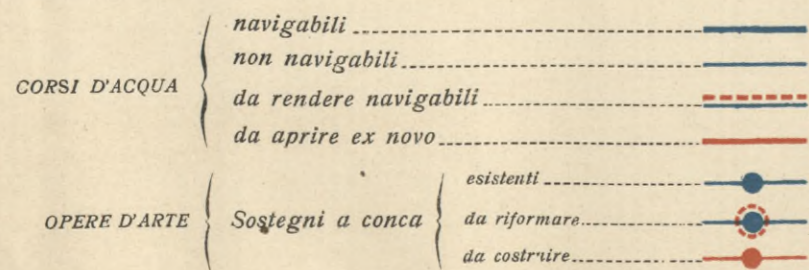 navigabili
non navigabili
CORSI D'ACQUA
da rendere navigabili
da aprire ex novo
esistenti
OPERE D'ARTE Sostegni a conca da riformare
da costruire